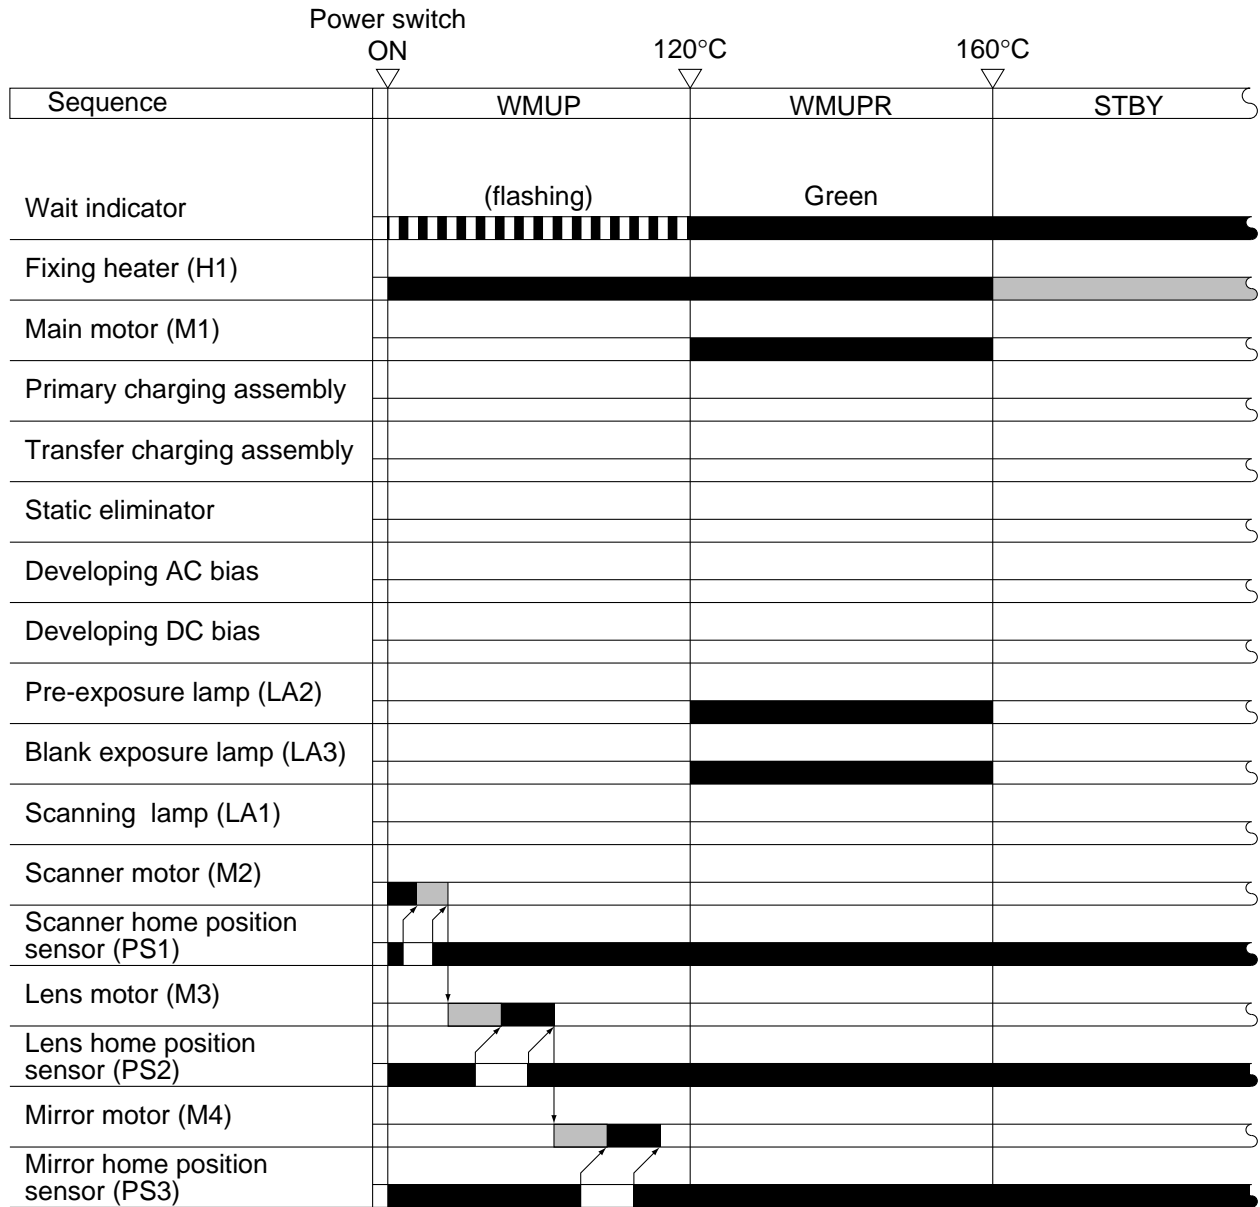 Power switch
ON 120°C 160°C
Sequence WMUP WMUPR STBY
(flashing) Green
Wait indicator
Fixing heater (H1)
Main motor (M1)
Primary charging assembly
Transfer charging assembly
Static eliminator
Developing AC bias
Developing DC bias
Pre-exposure lamp (LA2)
Blank exposure lamp (LA3)
Scanning lamp (LA1)
Scanner motor (M2)
Scanner home position
sensor (PS1)
Lens motor (M3)
Lens home position
sensor (PS2)
Mirror motor (M4)
Mirror home position
sensor (PS3)